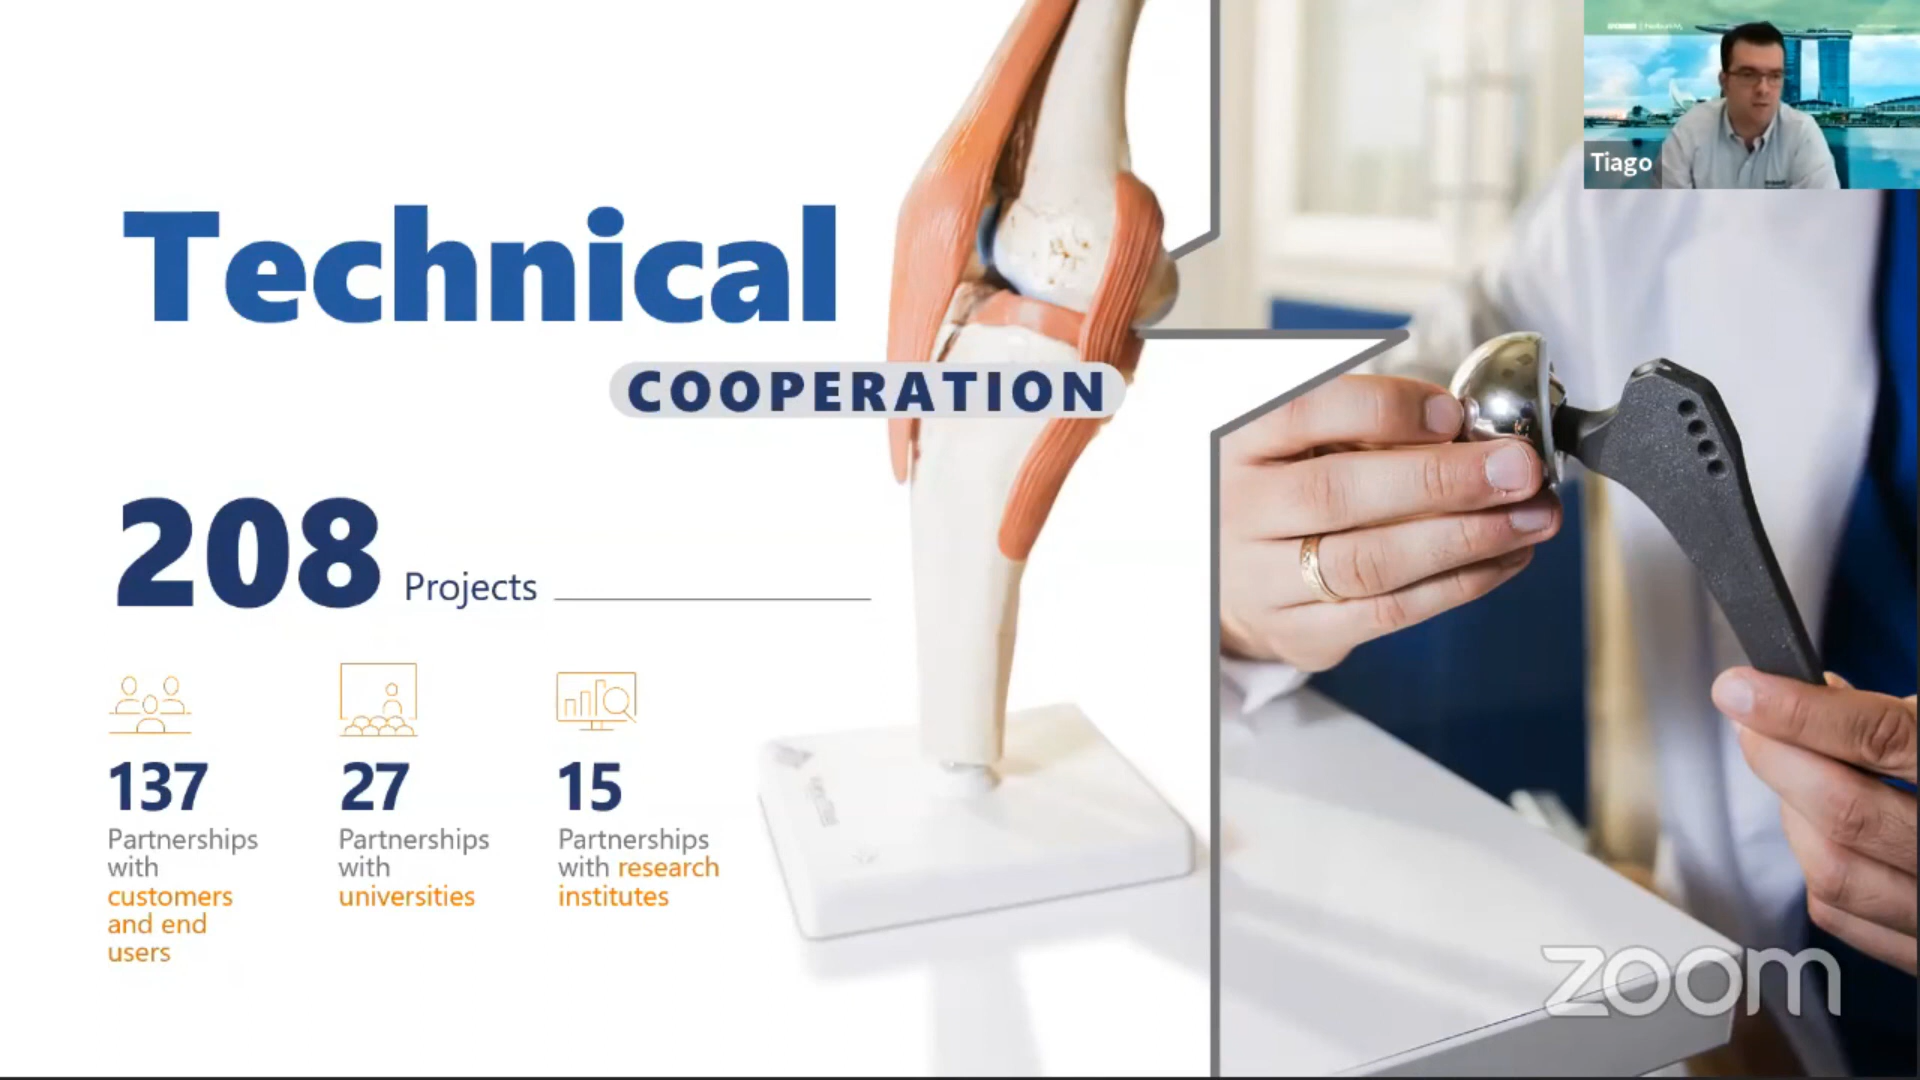 Tiago
Technical
COOPERATION
208 Projects
137
Partnerships
with
customers
and end
users
27
Partnerships
with
universities
15
Partnerships
with research
institutes
zoom